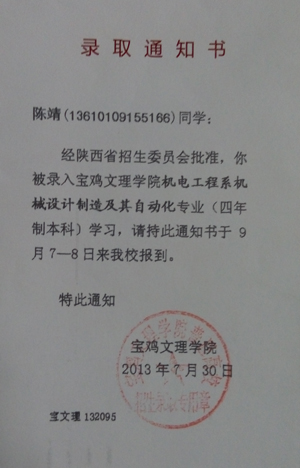 录取通知书
陈靖(13610109155166)同学:
经陕西省招生委员会批准,你
被录入宝鸡文理学院机电工程系机
械设计制造及其自动化专业(四年
制本科)学习,请持此通知书于 9
月7—8日来我校报到。
特此通知
宝鸡文理学院
2013年7月30日
宝文理 132095